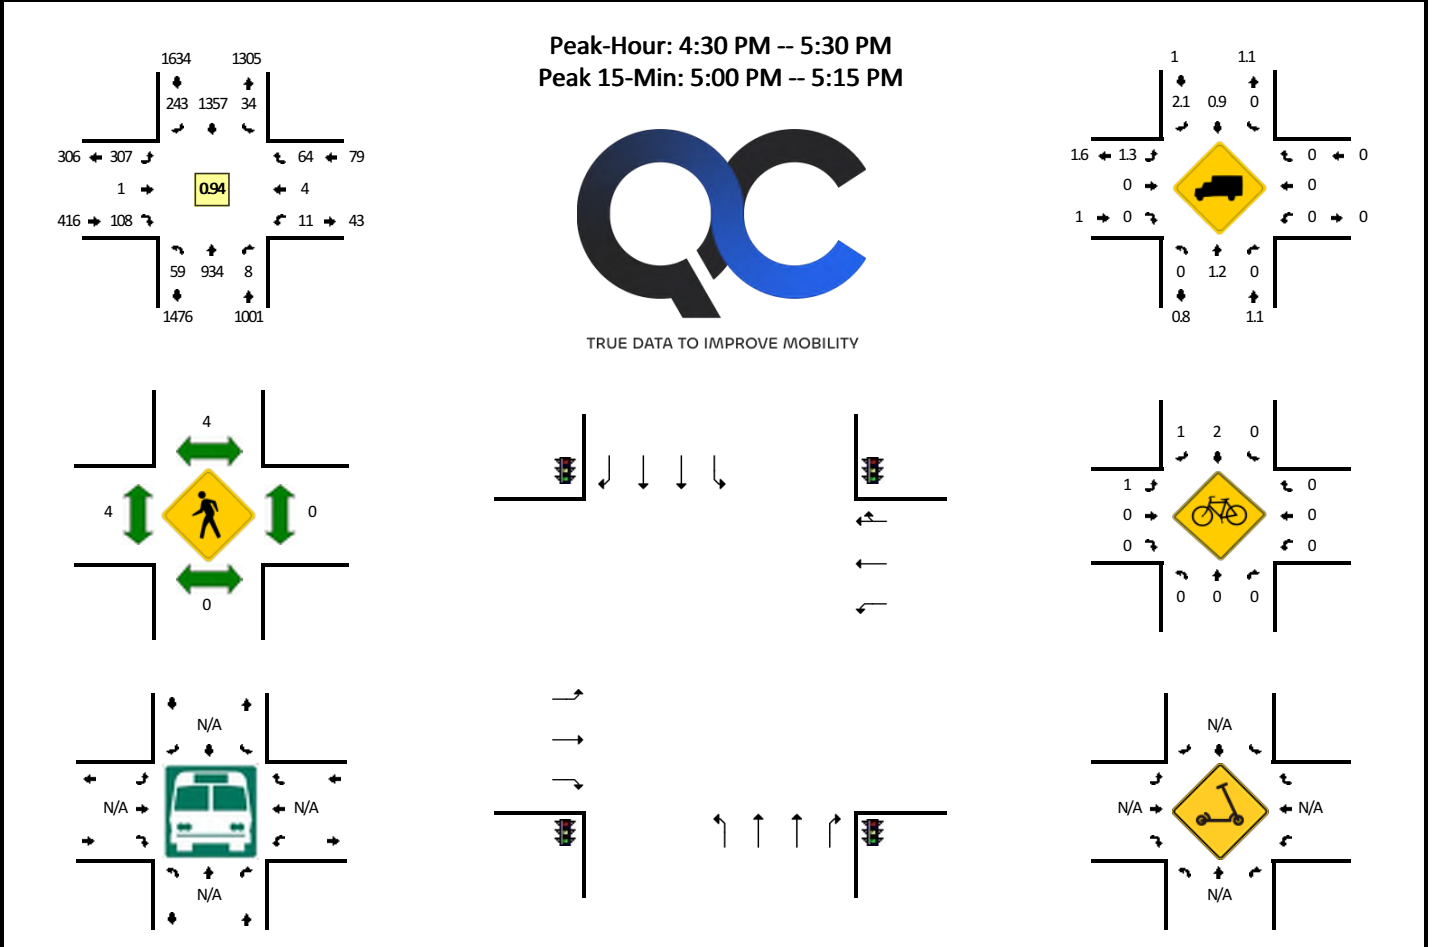 Peak-Hour: 4:30 PM -- 5:30 PM
Peak 15-Min: 5:00 PM -- 5:15 PM
1634 1305
243 1357 34
306 307 64 79
1 0.94 4
416 108 11 43
59 934 8
1476 1001
QC
TRUE DATA TO IMPROVE MOBILITY
1 1.1
2.1 0.9 0
1.6 1.3 0 0
0 0
1 0 0 0
0 1.2 0
0.8 1.1
4
4 0
0
1 2 0
1 0
0 0
0 0
0 0 0
N/A
N/A N/A
N/A
N/A
N/A N/A
N/A